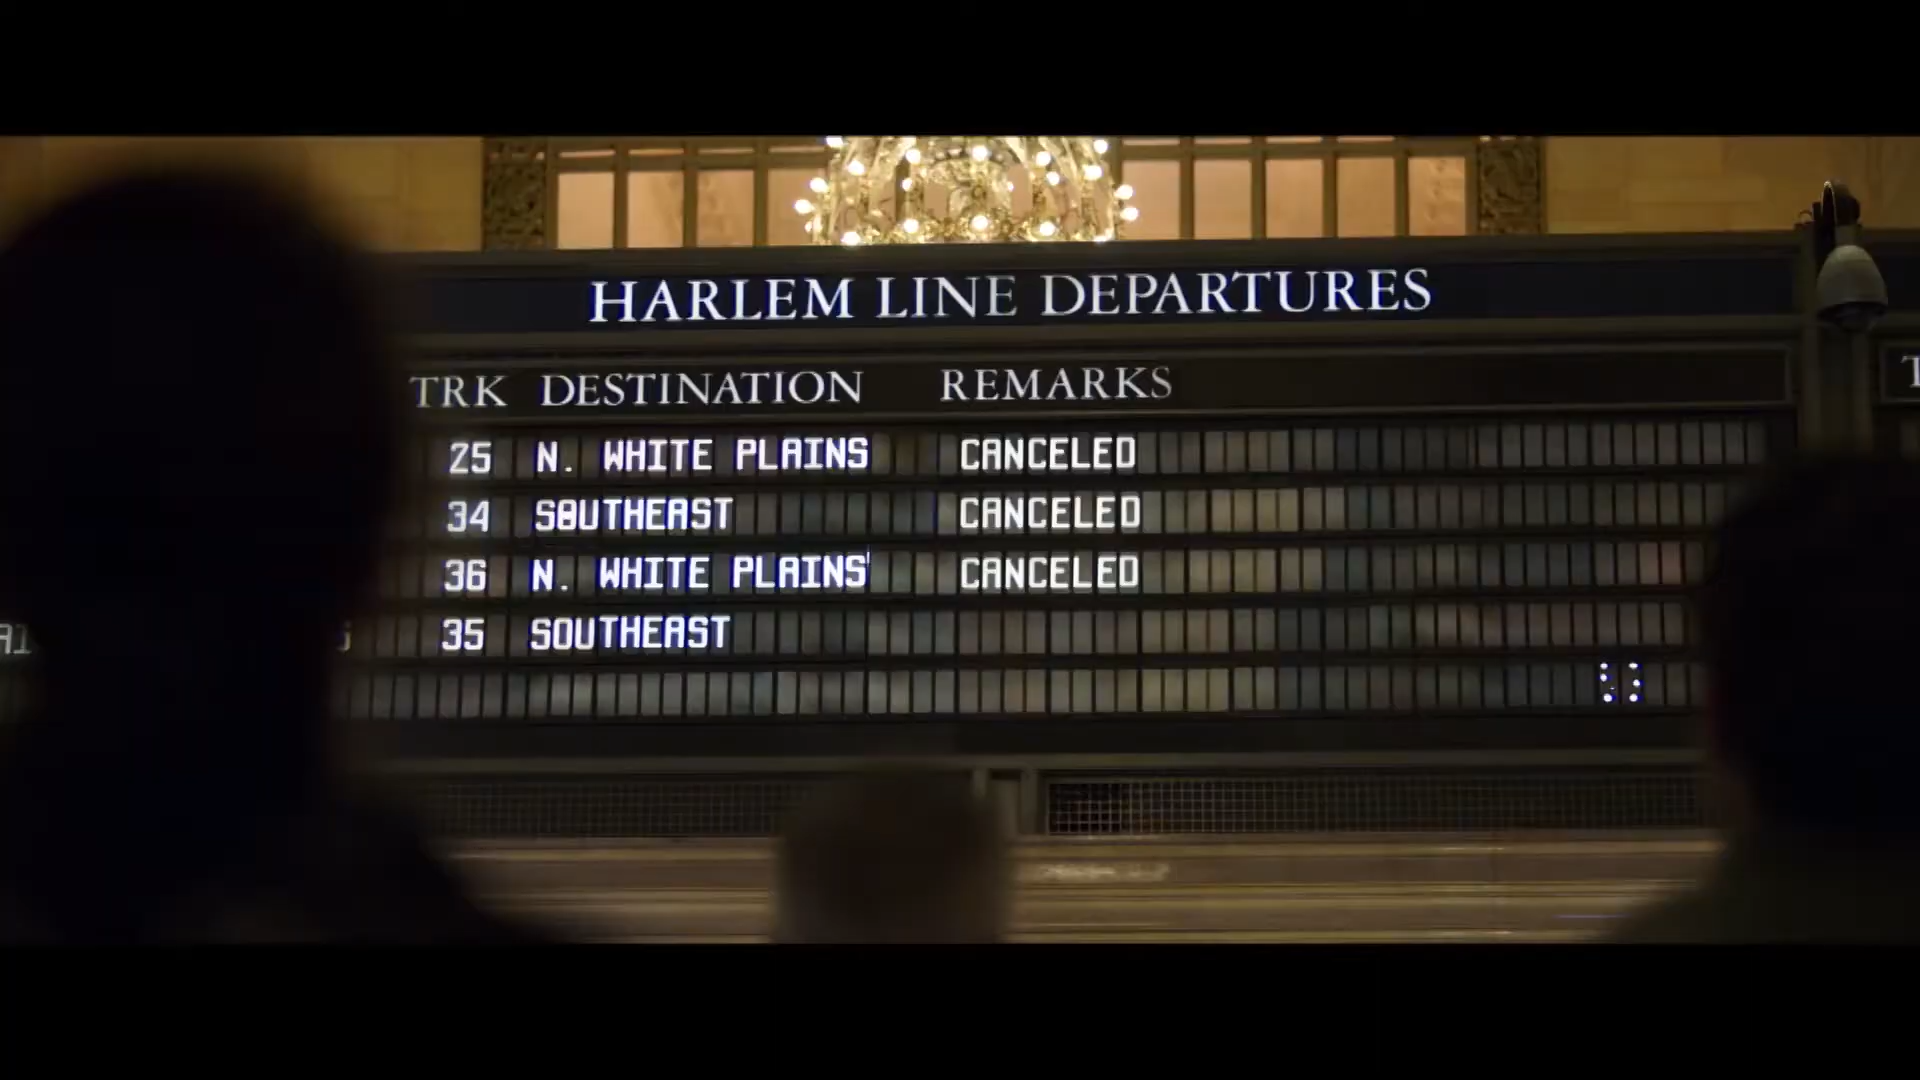 HARLEM LINE DEPARTURES
TRK DESTINATION REMARKS
25 N. WHITE PLAINS CANCELED
34 SOUTHEAST CANCELED
36 N. WHITE PLAINS CANCELED
35 SOUTHEAST